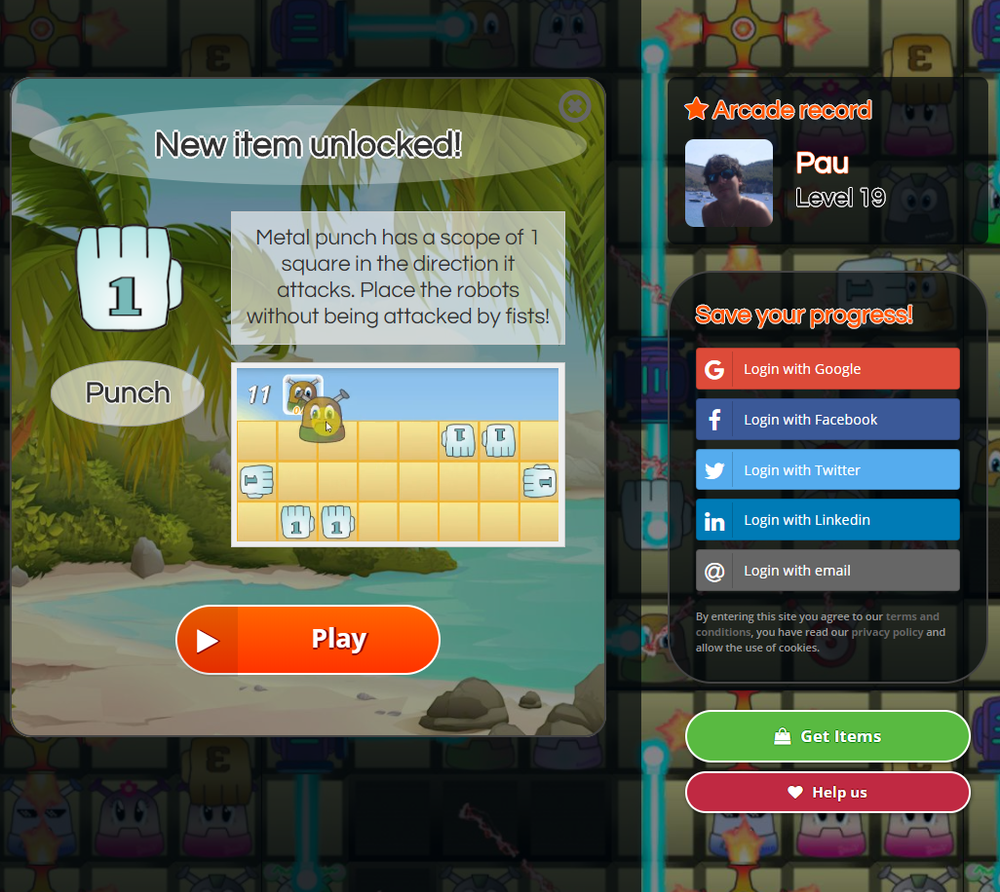 New item unlocked!
1
Metal punch has a scope of 1
square in the direction it
attacks. Place the robots
without being attacked by fists!
Punch
11
1
1
1
1
1
1
Play
3
Arcade record
Pau
Level 19
1
Save your progress!
Login with Google
Login with Facebook
Login with Twitter
Login with Linkedin
@ Login with email
By entering this site you agree to our terms and
conditions, you have read our privacy policy and
allow the use of cookies.
Get Items
Help us
3
3